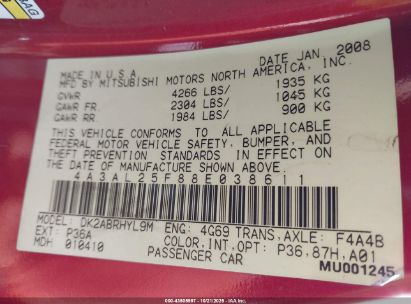 BAG
DATE JAN. 2008
MADE IN U.S.A.
MFD BY MITSUBISHI MOTORS NORTH AMERICA, INC.
GVWR 4266 LBS/ 1935 KG
GAWR FR. 2304 LBS/ 1045 KG
GAWR RR. 1984 LBS/ 900 KG
THIS VEHICLE CONFORMS TO ALL APPLICABLE
FEDERAL MOTOR VEHICLE SAFETY, BUMPER, AND
THEFT PREVENTION STANDARDS IN EFFECT ON THE
DATE OF MANUFACTURE SHOWN ABOVE.
4A3AL25F88E038611
MODEL: DK2ABRHYL9M ENG: 4G69 TRANS,AXLE: F4A4B
EXT: P36A COLOR,INT,OPT: P36,87H,A01
MDH 010410 PASSENGER CAR MU001245